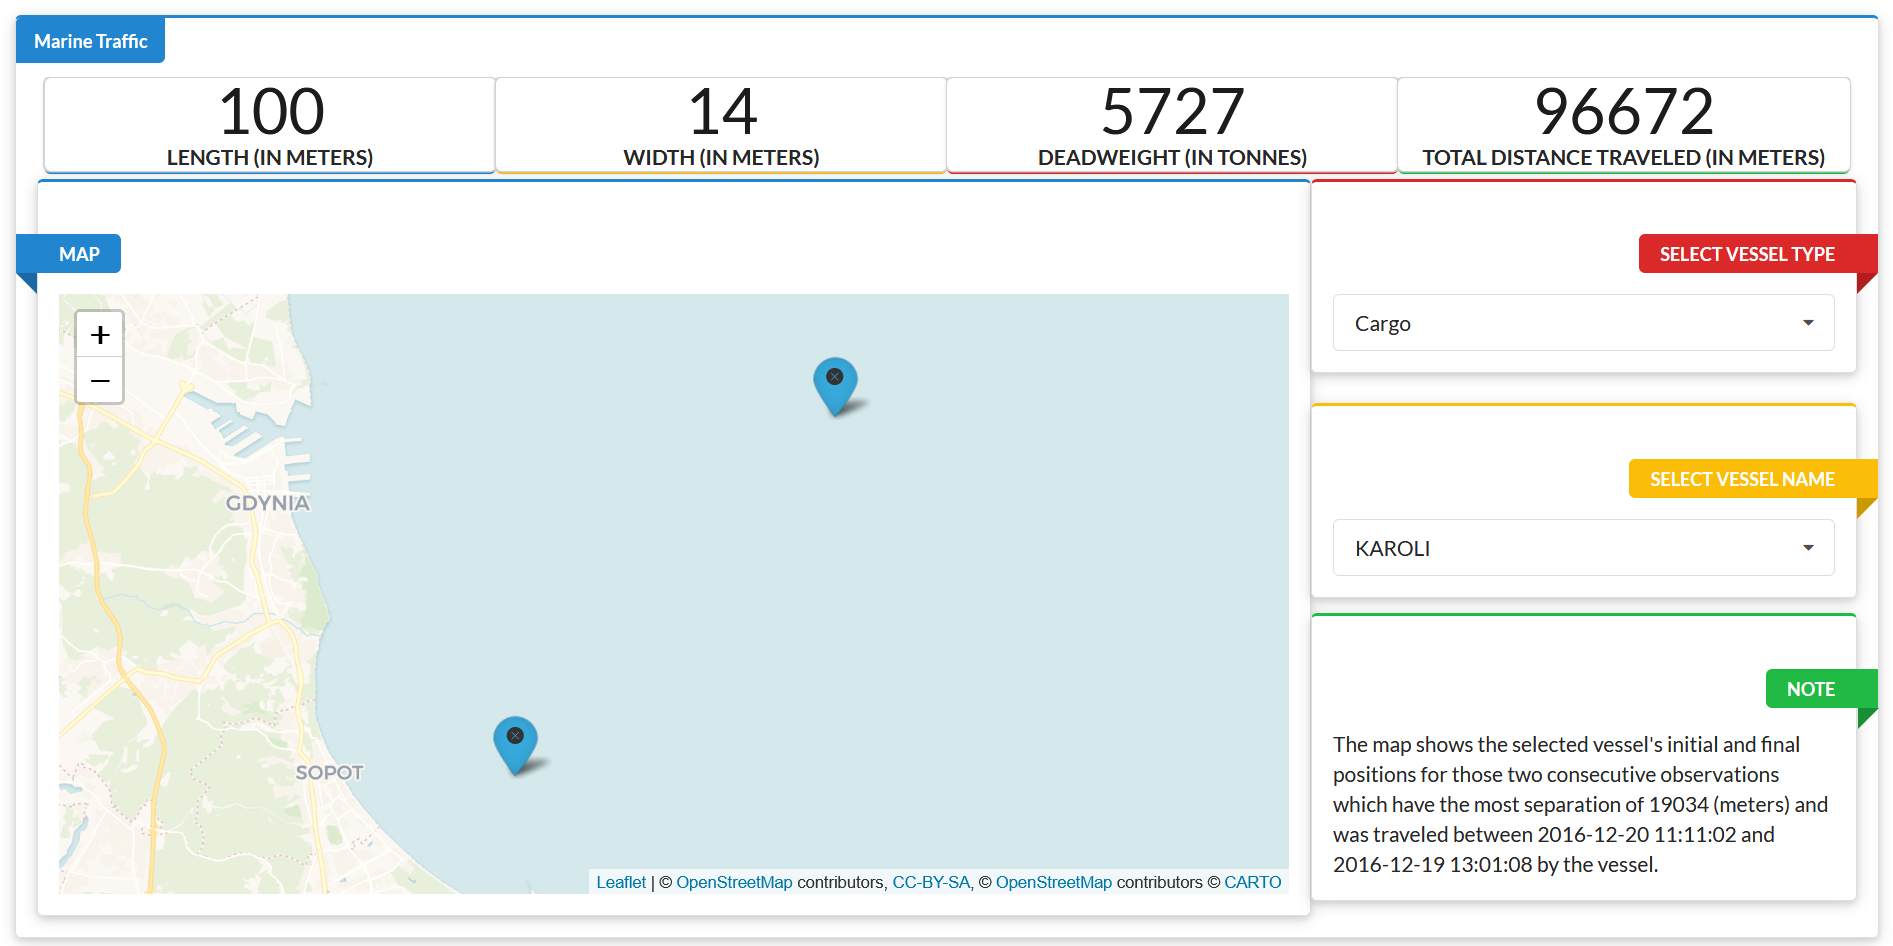 Marine Traffic
100
LENGTH (IN METERS)
14
WIDTH (IN METERS)
5727
DEADWEIGHT (IN TONNES)
96672
TOTAL DISTANCE TRAVELED (IN METERS)
MAP
+
−
GDYNIA
SOPOT
Leaflet | © OpenStreetMap contributors, CC-BY-SA, © OpenStreetMap contributors © CARTO
SELECT VESSEL TYPE
Cargo
SELECT VESSEL NAME
KAROLI
NOTE
The map shows the selected vessel's initial and final
positions for those two consecutive observations
which have the most separation of 19034 (meters) and
was traveled between 2016-12-20 11:11:02 and
2016-12-19 13:01:08 by the vessel.